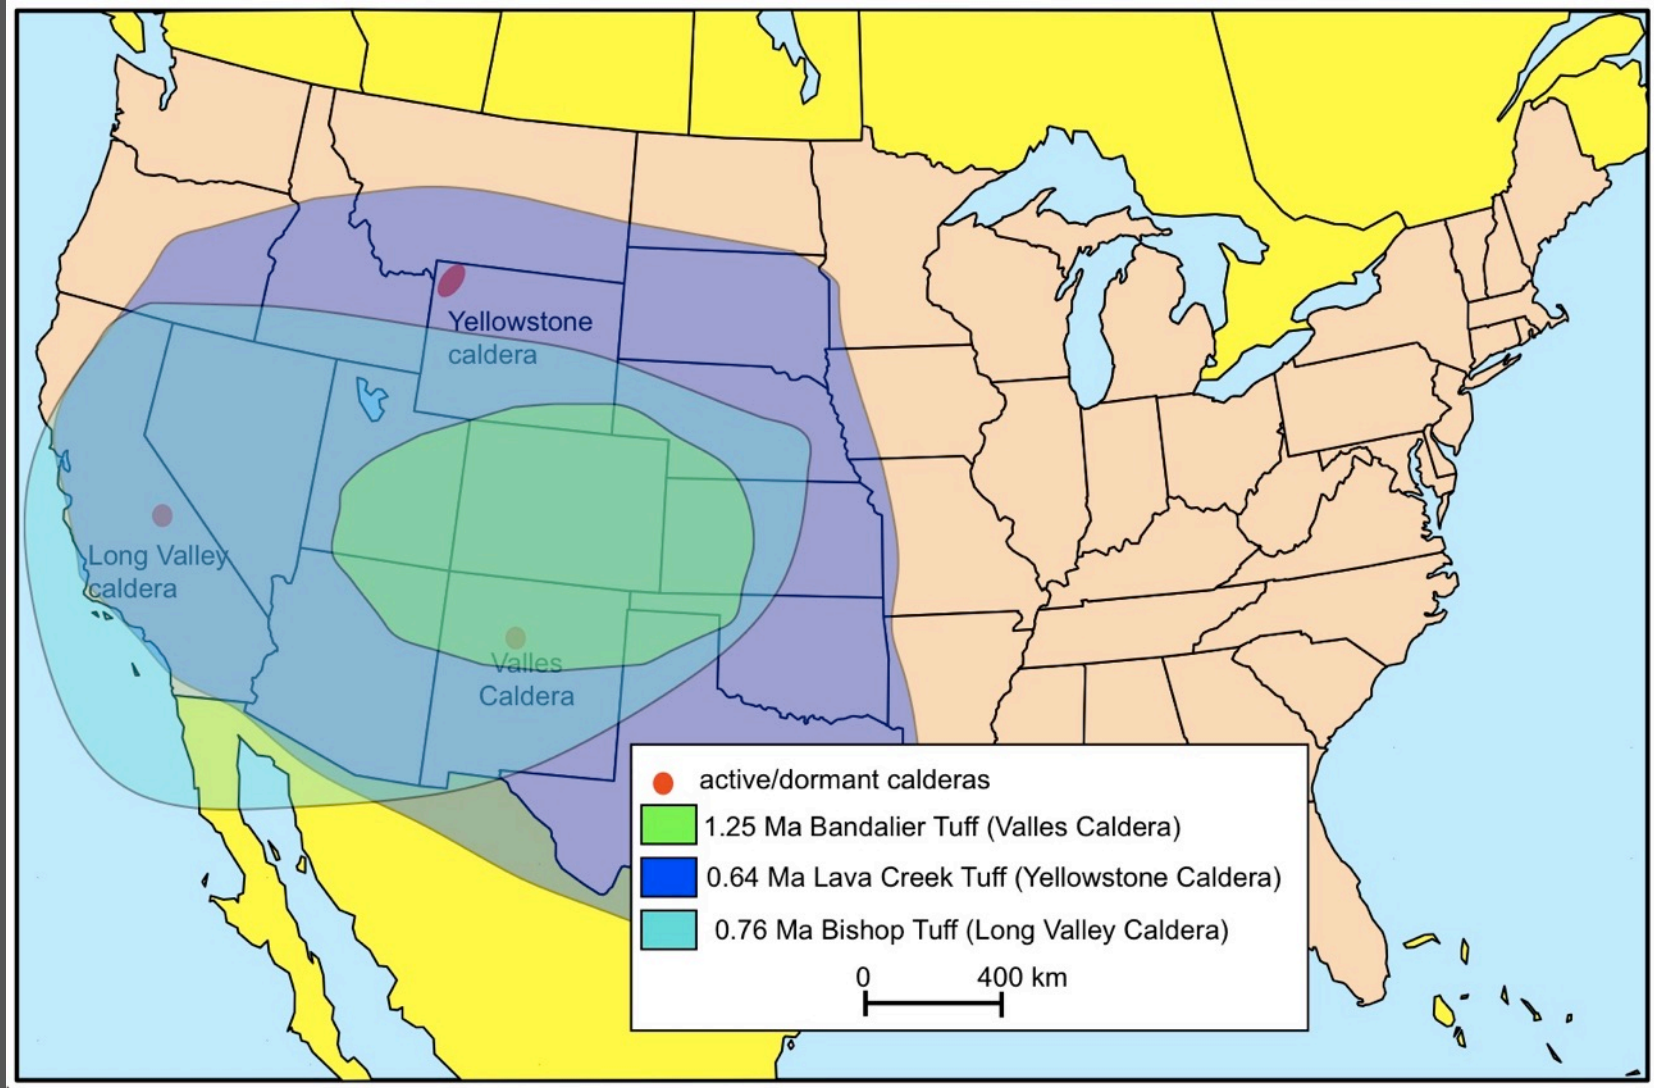 Yellowstone
caldera
Long Valley
caldera
Valles
Caldera
active/dormant calderas
1.25 Ma Bandalier Tuff (Valles Caldera)
0.64 Ma Lava Creek Tuff (Yellowstone Caldera)
0.76 Ma Bishop Tuff (Long Valley Caldera)
0 400 km